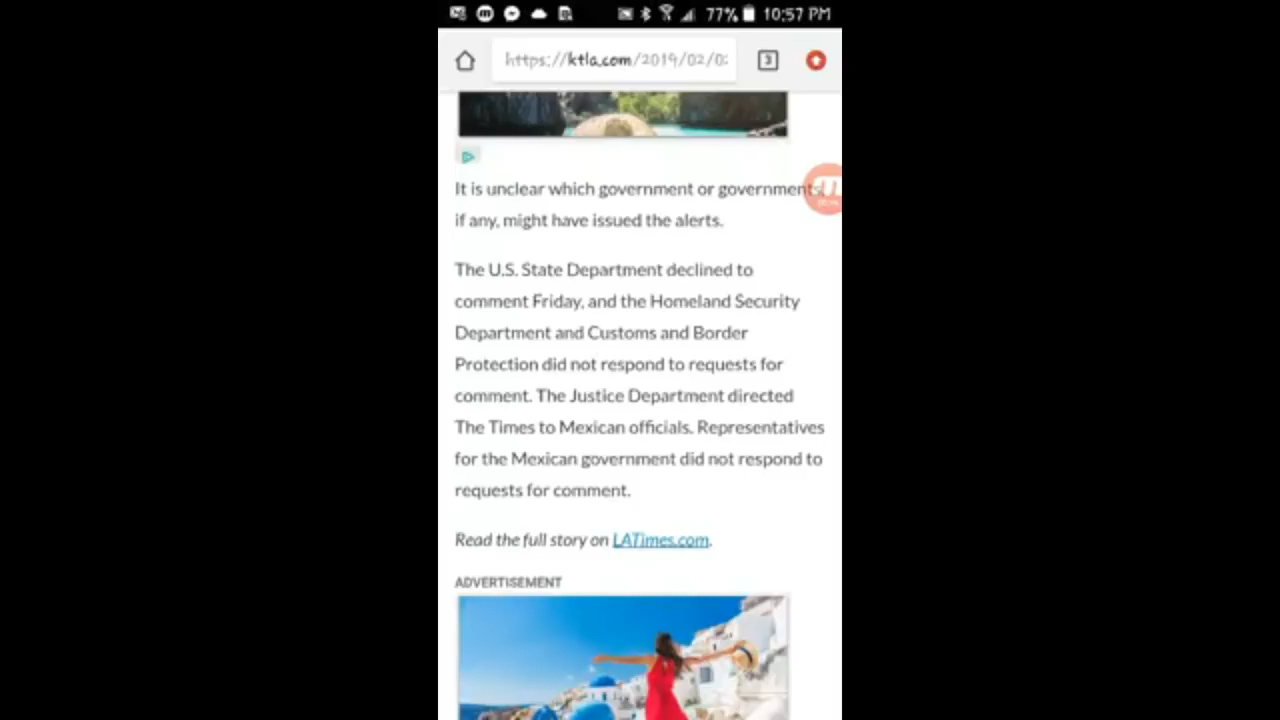 77% 10:57 PM
https://ktla.com/2019/02/0
3
It is unclear which government or governments,
if any, might have issued the alerts.
The U.S. State Department declined to
comment Friday, and the Homeland Security
Department and Customs and Border
Protection did not respond to requests for
comment. The Justice Department directed
The Times to Mexican officials. Representatives
for the Mexican government did not respond to
requests for comment.
Read the full story on LATimes.com.
ADVERTISEMENT